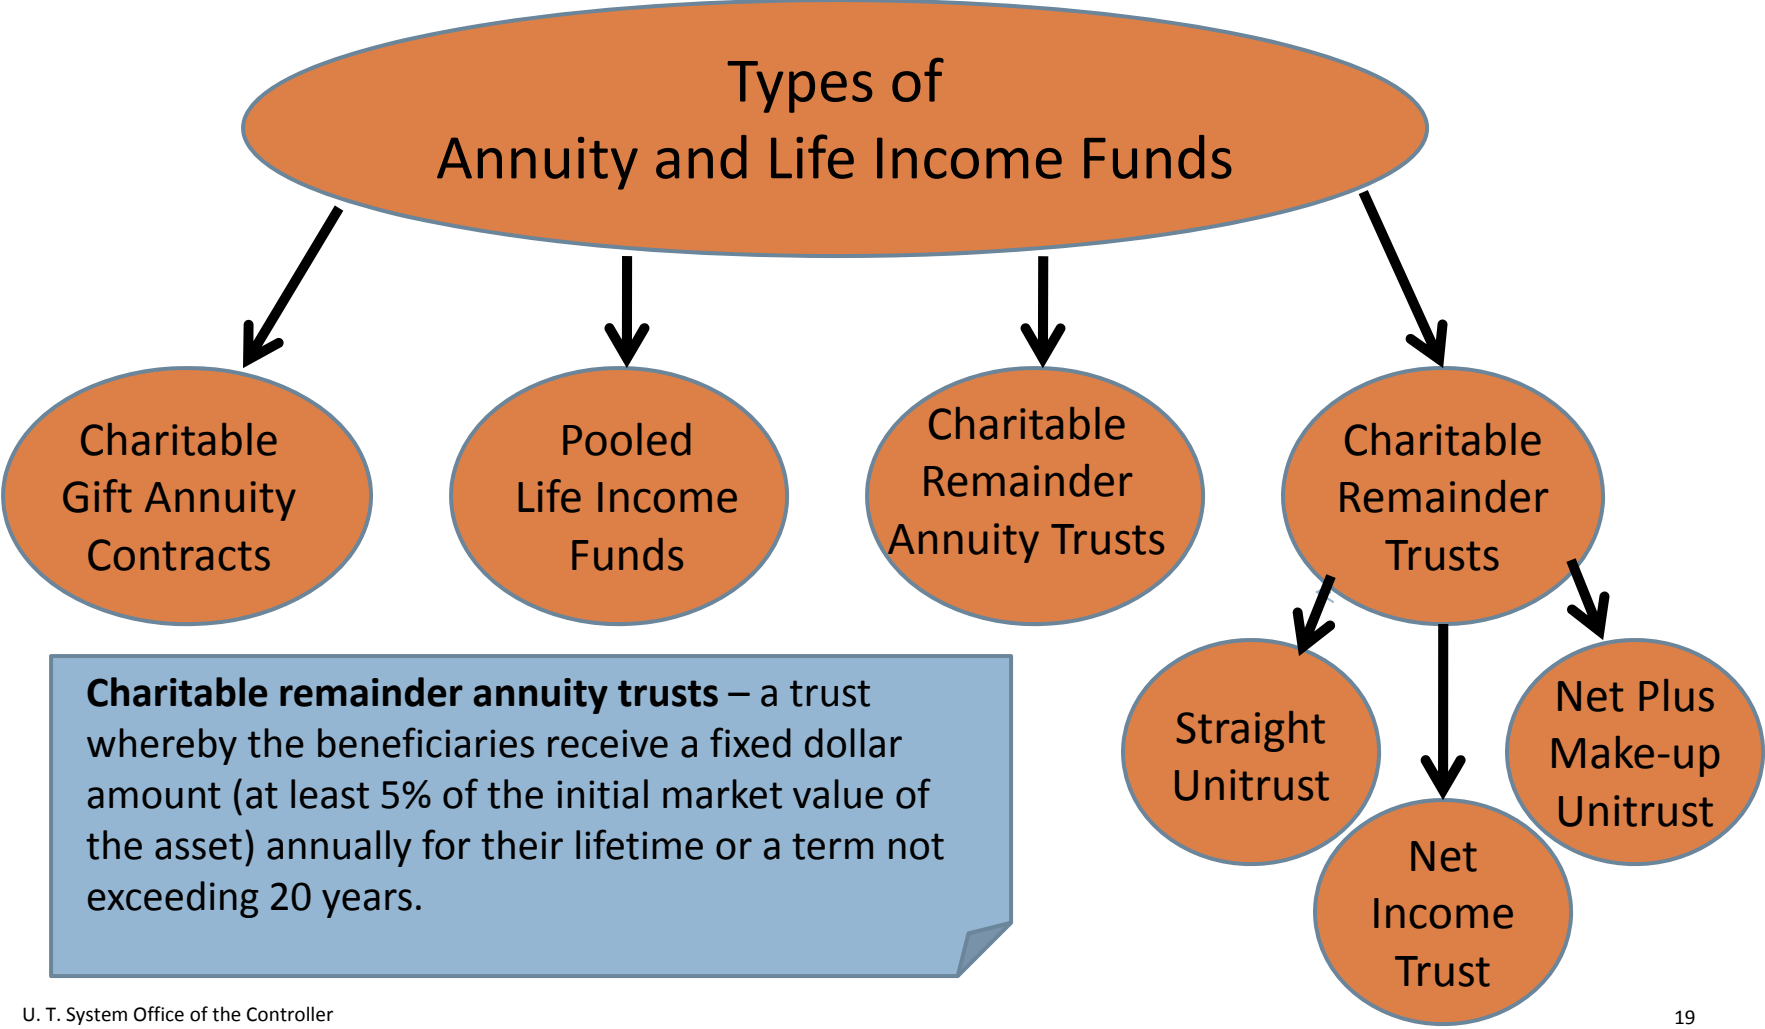 Types of
Annuity and Life Income Funds
Charitable
Gift Annuity
Contracts
Pooled
Life Income
Funds
Charitable
Remainder
Annuity Trusts
Charitable
Remainder
Trusts
Straight
Unitrust
Net
Income
Trust
Net Plus
Make-up
Unitrust
Charitable remainder annuity trusts – a trust
whereby the beneficiaries receive a fixed dollar
amount (at least 5% of the initial market value of
the asset) annually for their lifetime or a term not
exceeding 20 years.
U. T. System Office of the Controller
19